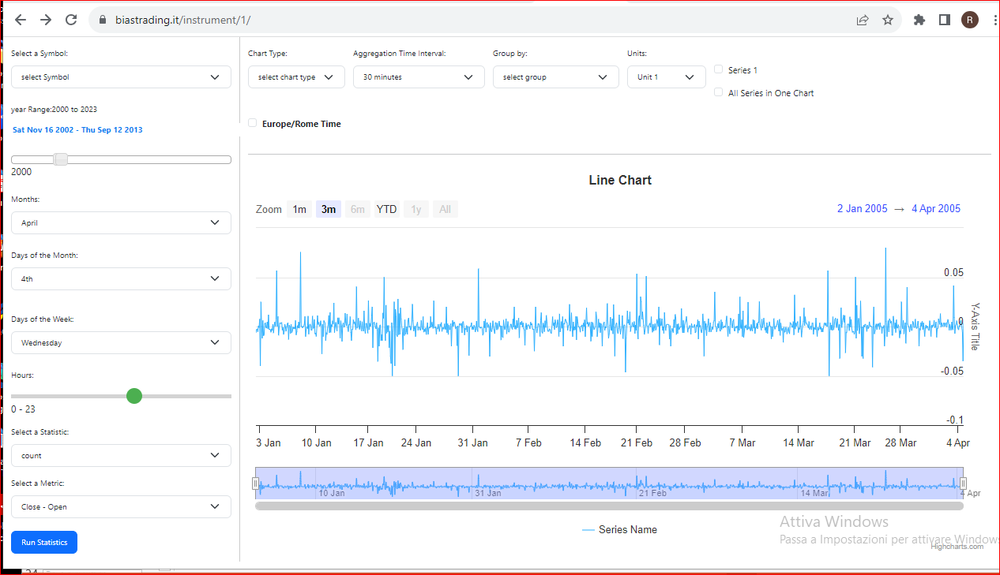 biastrading.it/instrument/1/
R
Select a Symbol:
select Symbol
year Range:2000 to 2023
Sat Nov 16 2002 - Thu Sep 12 2013
2000
Months:
April
Days of the Month:
4th
Days of the Week:
Wednesday
Hours:
0 - 23
Select a Statistic:
count
Select a Metric:
Close - Open
Run Statistics
Chart Type:
select chart type
Aggregation Time Interval:
30 minutes
Group by:
select group
Units:
Unit 1
Series 1
All Series in One Chart
Europe/Rome Time
Line Chart
Zoom 1m 3m 6m YTD 1y All
2 Jan 2005 → 4 Apr 2005
0.05
0
-0.05
-0.1
Y-Axis Title
3 Jan 10 Jan 17 Jan 24 Jan 31 Jan 7 Feb 14 Feb 21 Feb 28 Feb 7 Mar 14 Mar 21 Mar 28 Mar 4 Apr
10 Jan 31 Jan 21 Feb 14 Mar 4 Apr
Series Name
Attiva Windows
Passa a Impostazioni per attivare Windows
Highcharts.com